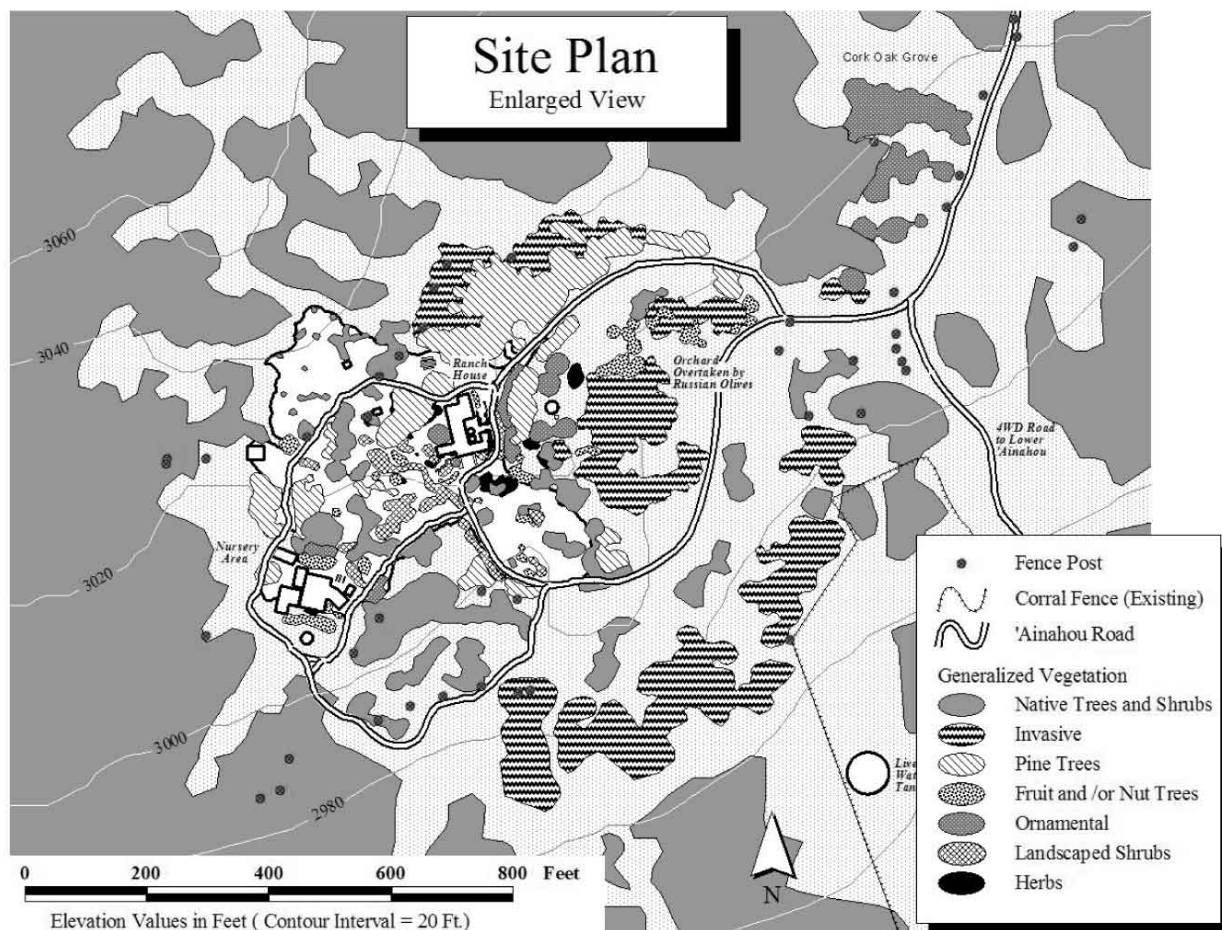 Site Plan
Enlarged View
Cork Oak Grove
3060
3040
Ranch
House
Orchard
Overtaken by
Russian Olives
4WD Road
to Lower
'Ainahou
Nursery
Area
3020
3000
2980
Live
Wat
Tan
N
Fence Post
Corral Fence (Existing)
'Ainahou Road
Generalized Vegetation
Native Trees and Shrubs
Invasive
Pine Trees
Fruit and /or Nut Trees
Ornamental
Landscaped Shrubs
Herbs
0 200 400 600 800 Feet
Elevation Values in Feet ( Contour Interval = 20 Ft.)